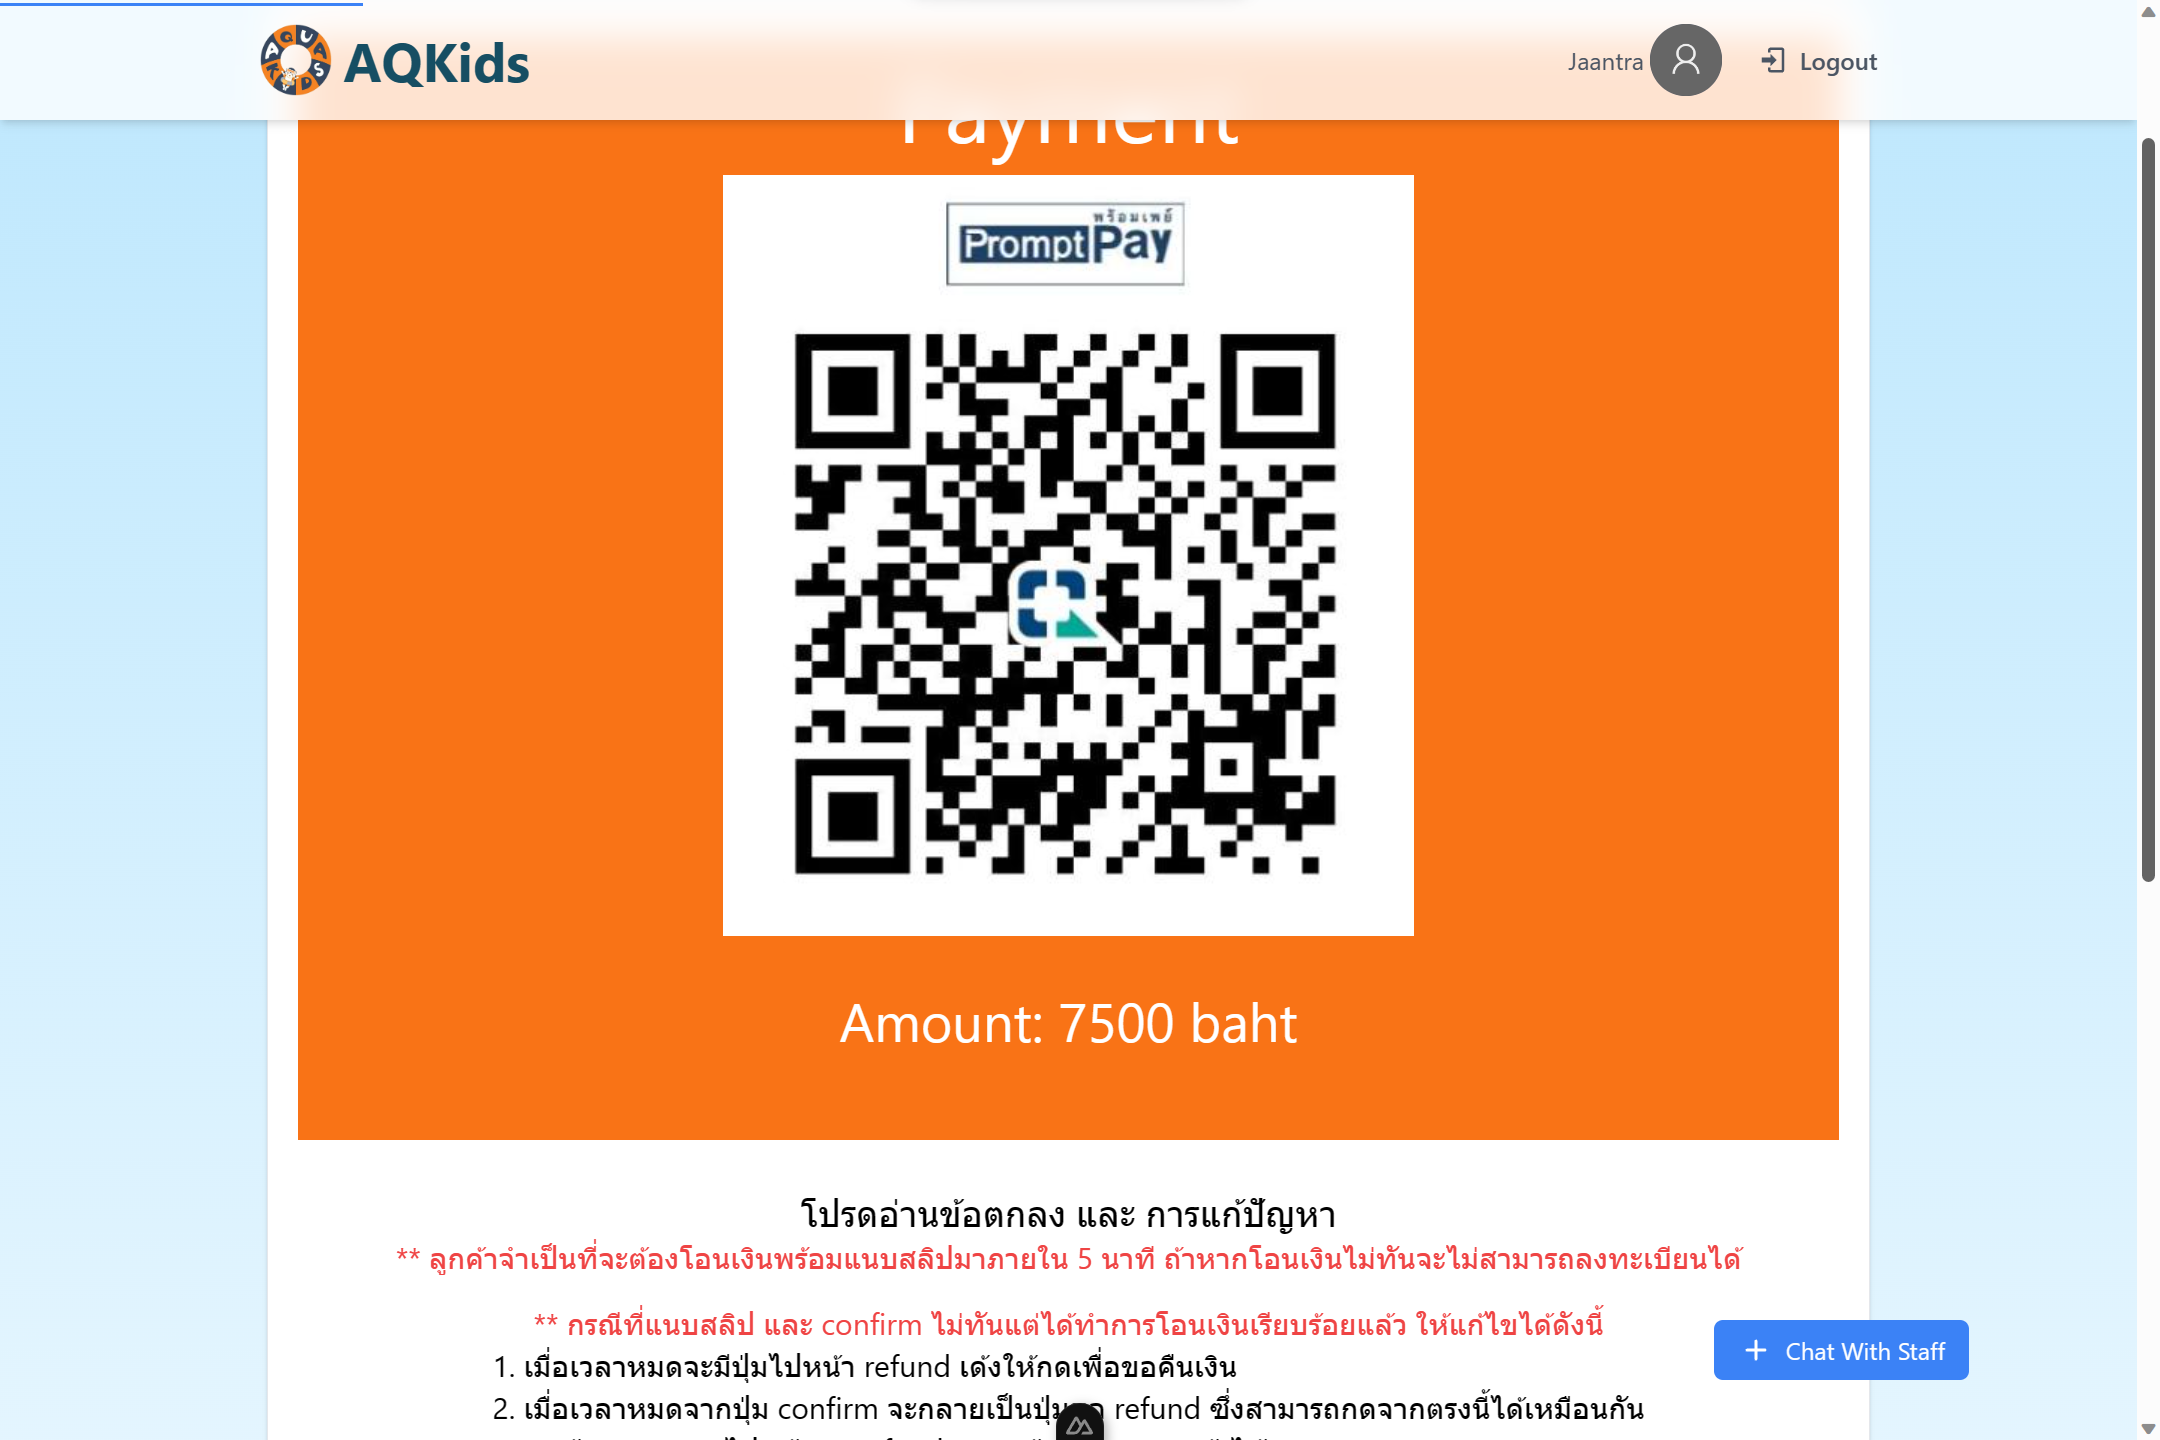 AQUA KIDS
AQKids
Jaantra
Logout
Payment
พร้อมเพย์
PromptPay
Amount: 7500 baht
โปรดอ่านข้อตกลง และ การแก้ปัญหา
** ลูกค้าจำเป็นที่จะต้องโอนเงินพร้อมแนบสลิปมาภายใน 5 นาที ถ้าหากโอนเงินไม่ทันจะไม่สามารถลงทะเบียนได้
** กรณีที่แนบสลิป และ confirm ไม่ทันแต่ได้ทำการโอนเงินเรียบร้อยแล้ว ให้แก้ไขได้ดังนี้
1. เมื่อเวลาหมดจะมีปุ่มไปหน้า refund เด้งให้กดเพื่อขอคืนเงิน
2. เมื่อเวลาหมดจากปุ่ม confirm จะกลายเป็น refund ซึ่งสามารถกดจากตรงนี้ได้เหมือนกัน
Chat With Staff